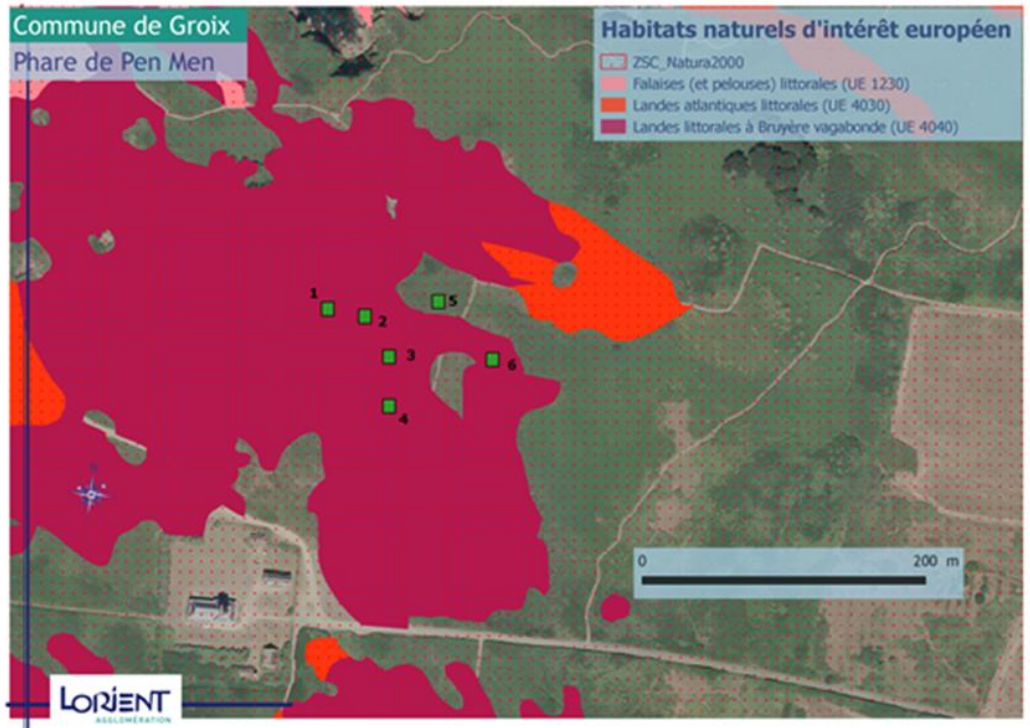 Commune de Groix
Phare de Pen Men
Habitats naturels d'intérêt européen
ZSC_Natura2000
Falaises (et pelouses) littorales (UE 1230)
Landes atlantiques littorales (UE 4030)
Landes littorales à Bruyère vagabonde (UE 4040)
1
2
5
3
6
4
0 200 m
LORIENT
AGGLOMÉRATION